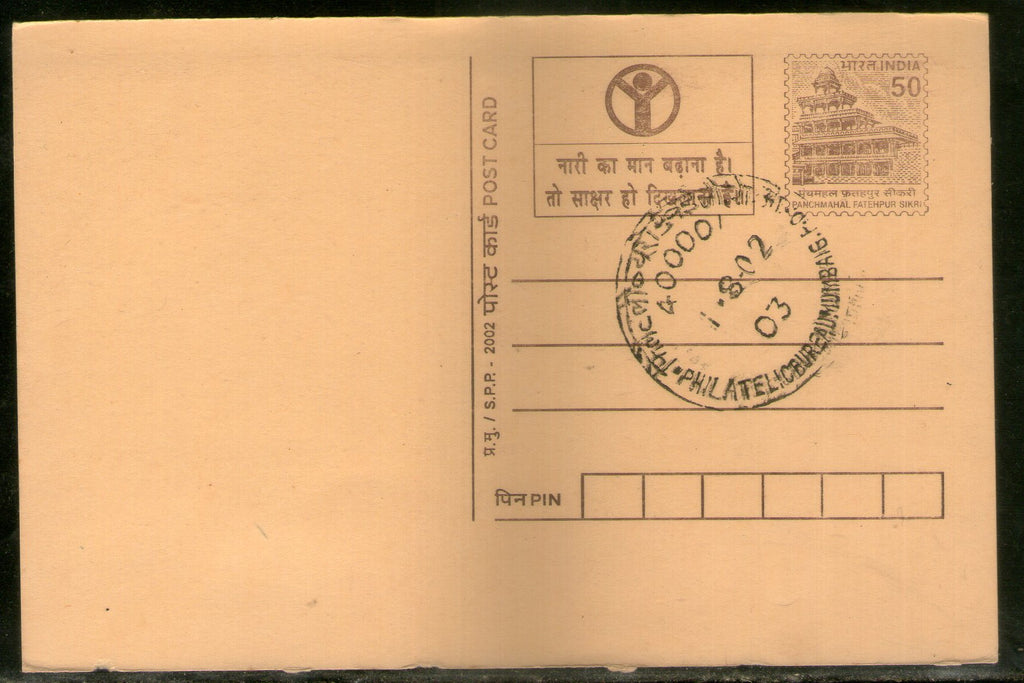 भारत INDIA
50
पंचमहल फ़तहपुर सीकरी
PANCHMAHAL FATEHPUR SIKRI
नारी का मान बढ़ाना है।
तो साक्षर हो दिखलाना है।
प्र.मु. / S.P.P. - 2002 पोस्ट कार्ड POST CARD
400001
1-8-02
03
PHILATELIC BUREAU MUMBAI G.P.O.
पिन PIN